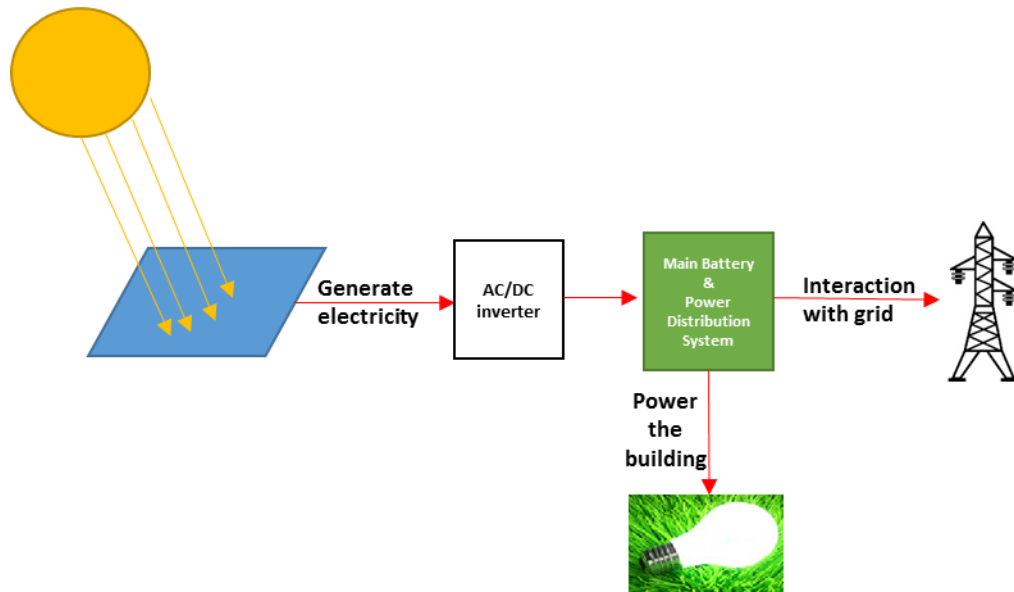 Generate
electricity
AC/DC
inverter
Main Battery
&
Power
Distribution
System
Interaction
with grid
Power
the
building